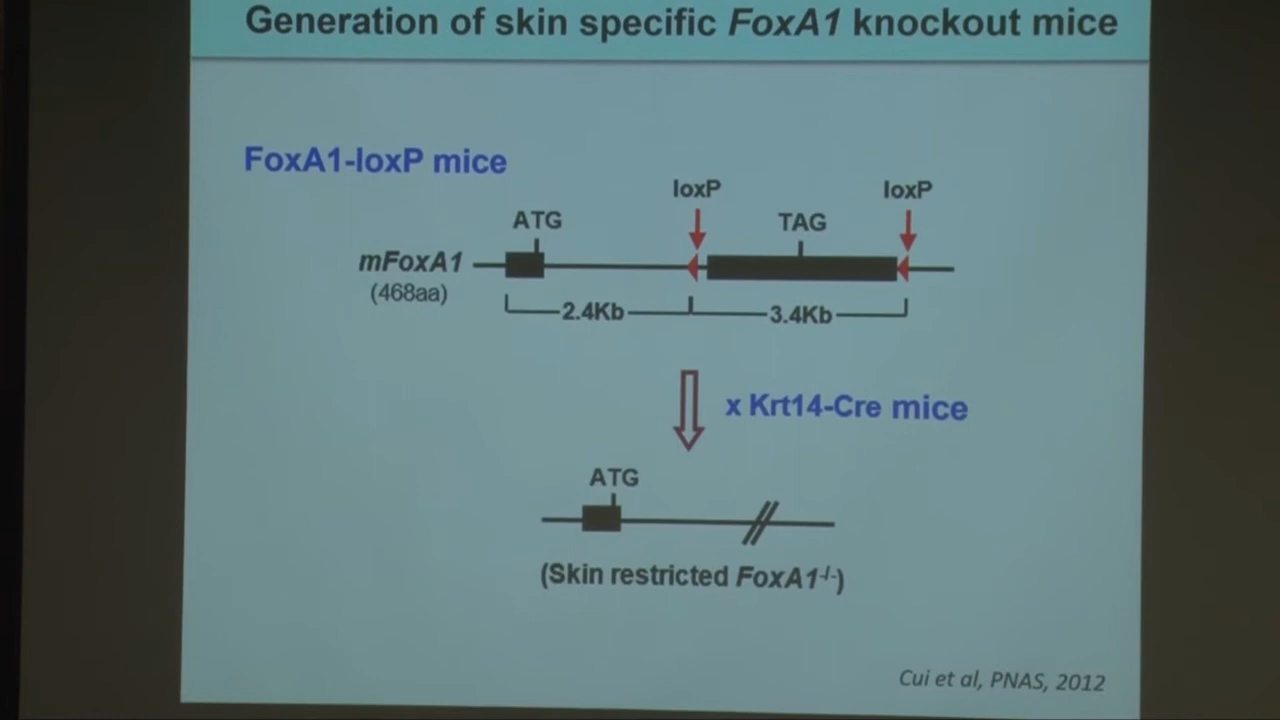 Generation of skin specific FoxA1 knockout mice
FoxA1-loxP mice
loxP loxP
ATG TAG
mFoxA1
(468aa)
2.4Kb 3.4Kb
x Krt14-Cre mice
ATG
(Skin restricted FoxA1-/-)
Cui et al, PNAS, 2012